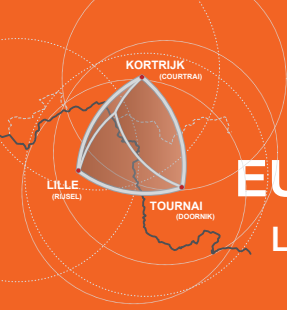 KORTRIJK
(COURTRAI)
LILLE
(RIJSEL)
TOURNAI
(DOORNIK)
EU
L